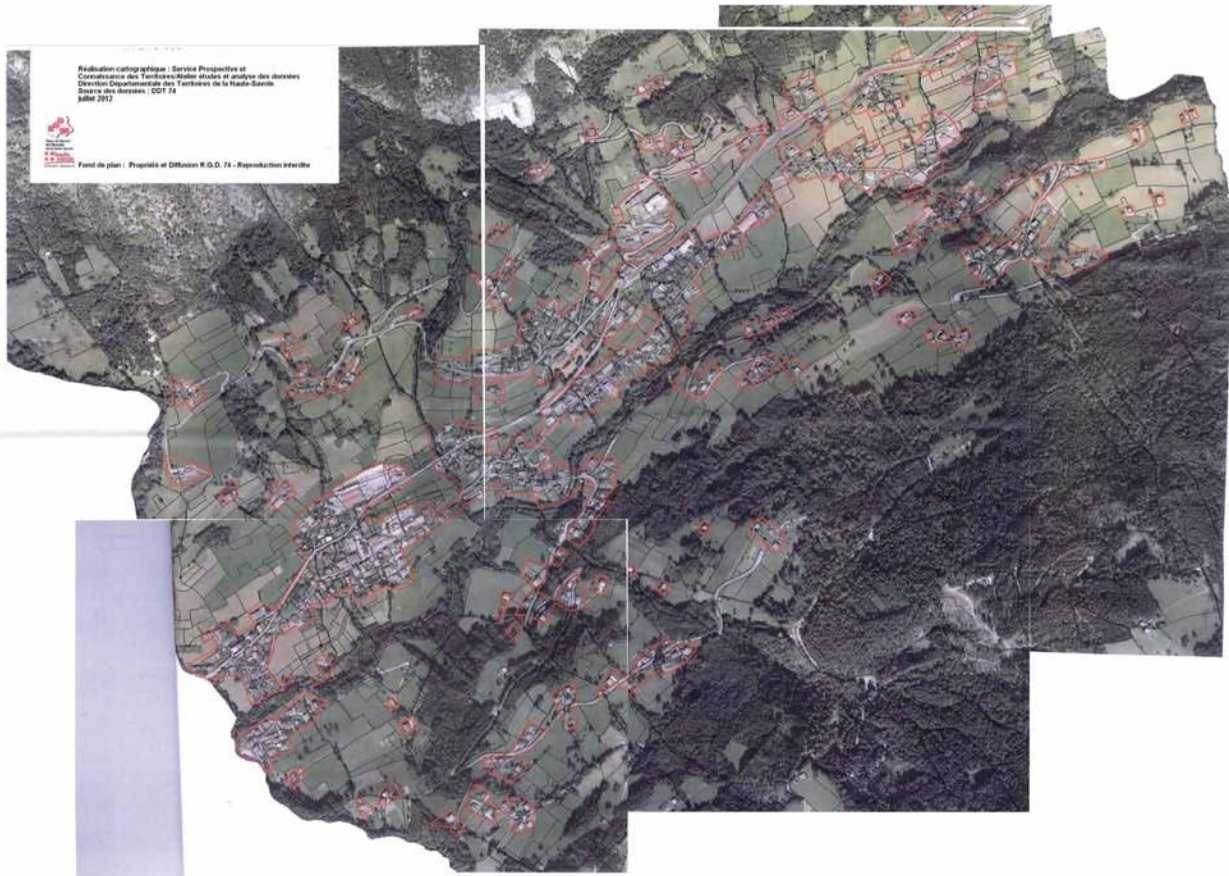 Réalisation cartographique : Service Prospective et
Connaissance des Territoires/Atelier études et analyse des données
Direction Départementale des Territoires de la Haute-Savoie
Source des données : DDT 74
juillet 2012
Fond de plan : Propriété et Diffusion R.G.D. 74 - Reproduction interdite